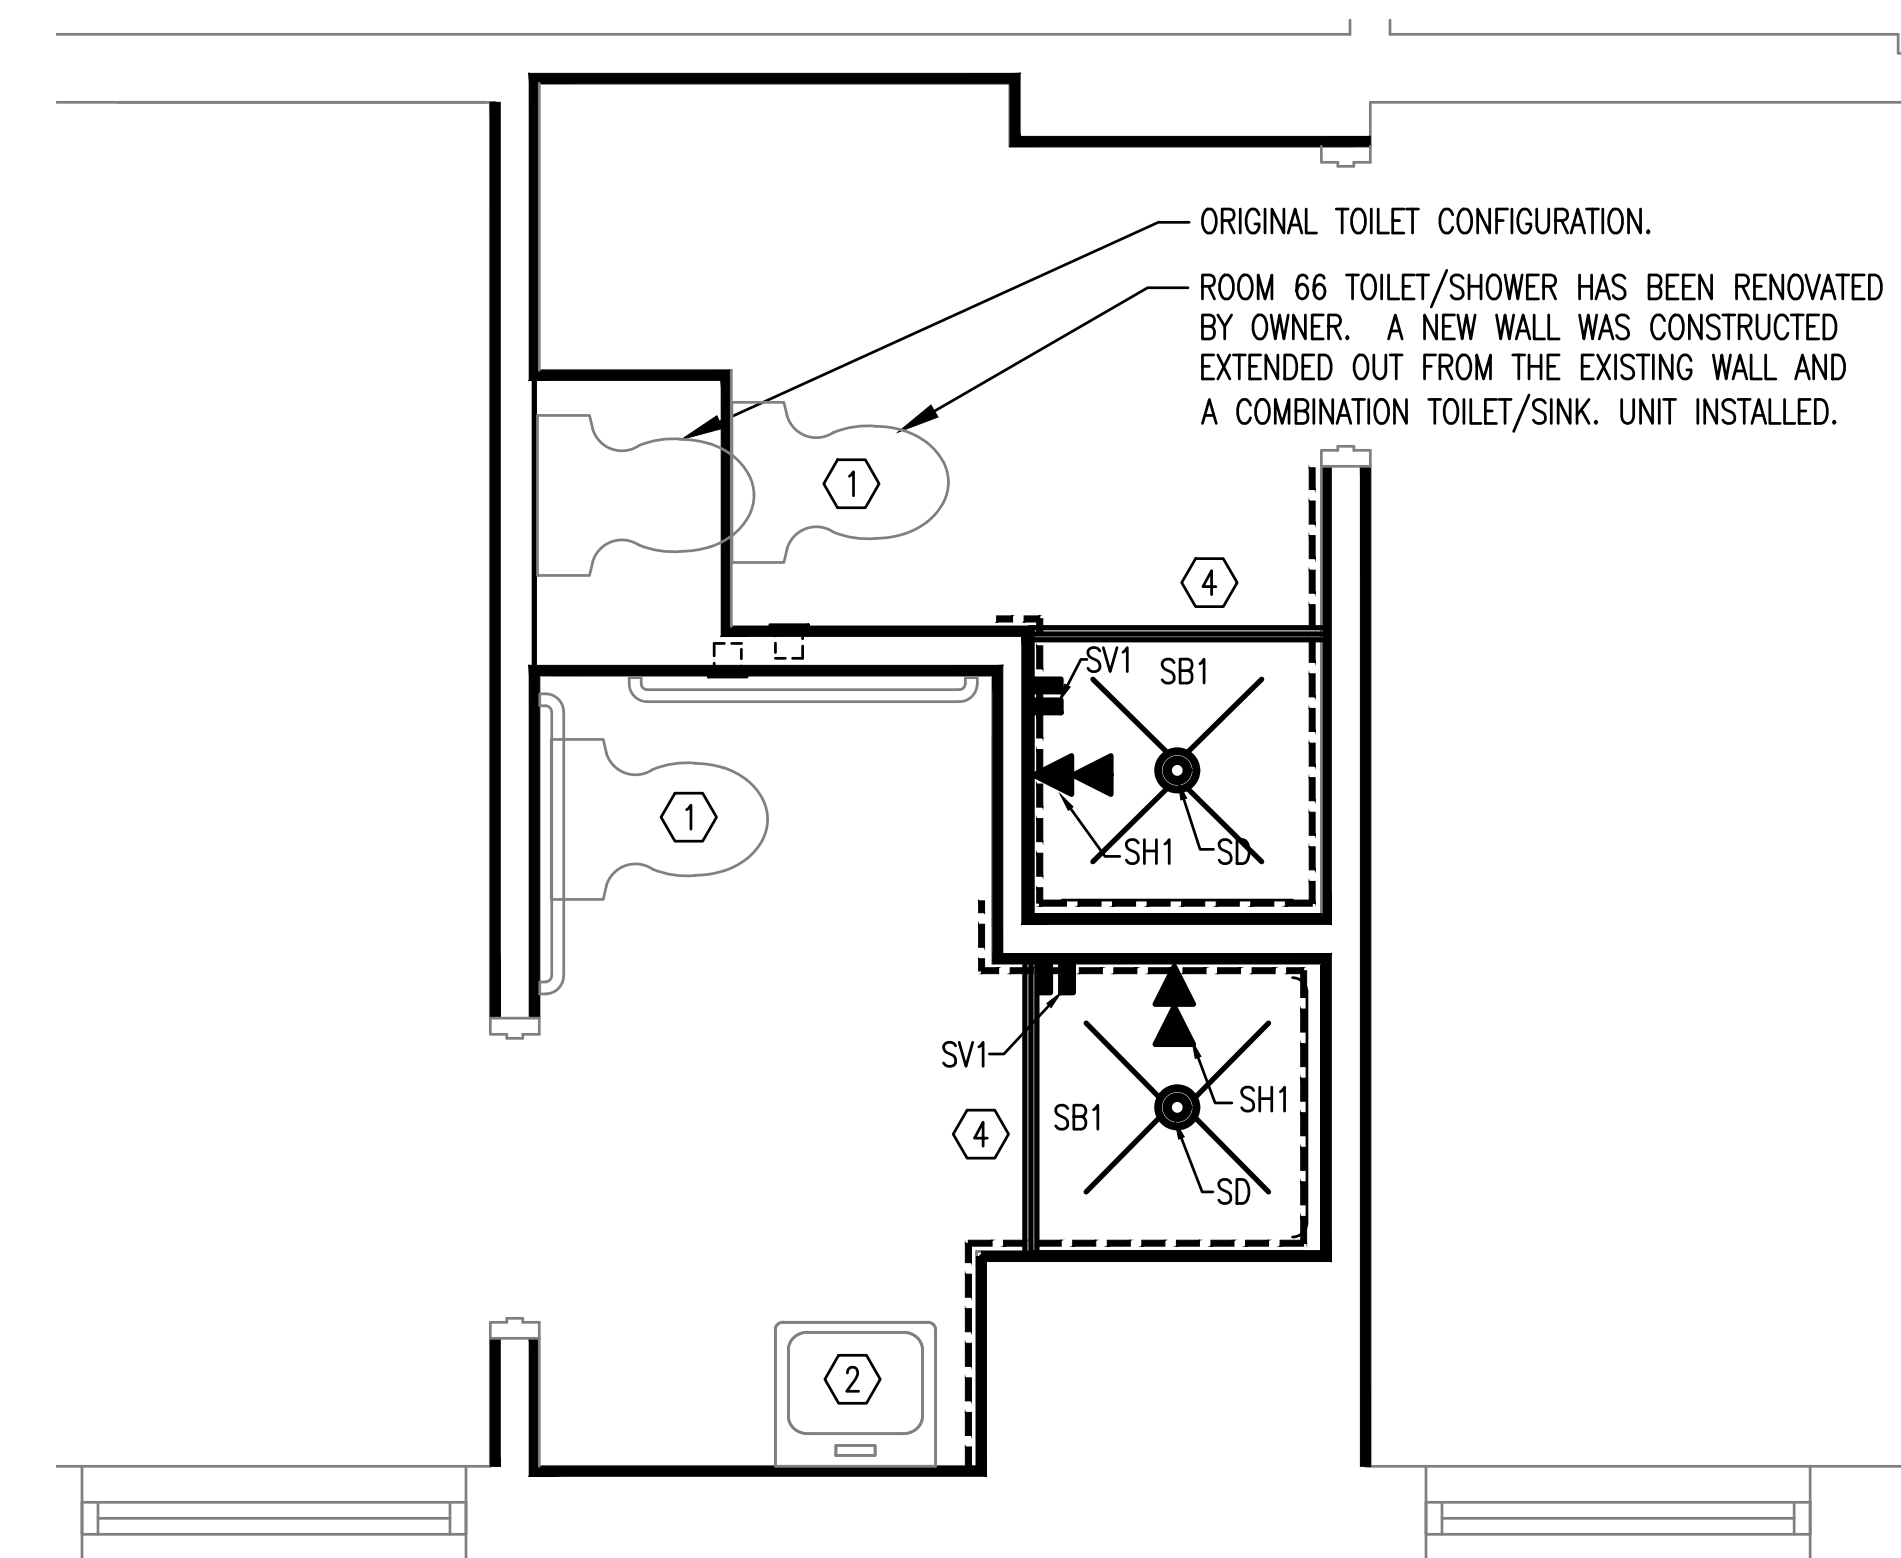 ORIGINAL TOILET CONFIGURATION.
ROOM 66 TOILET/SHOWER HAS BEEN RENOVATED
BY OWNER. A NEW WALL WAS CONSTRUCTED
EXTENDED OUT FROM THE EXISTING WALL AND
A COMBINATION TOILET/SINK. UNIT INSTALLED.
1
4
SV1
SB1
1
SH1
SD
SV1
SH1
SB1
4
SD
2